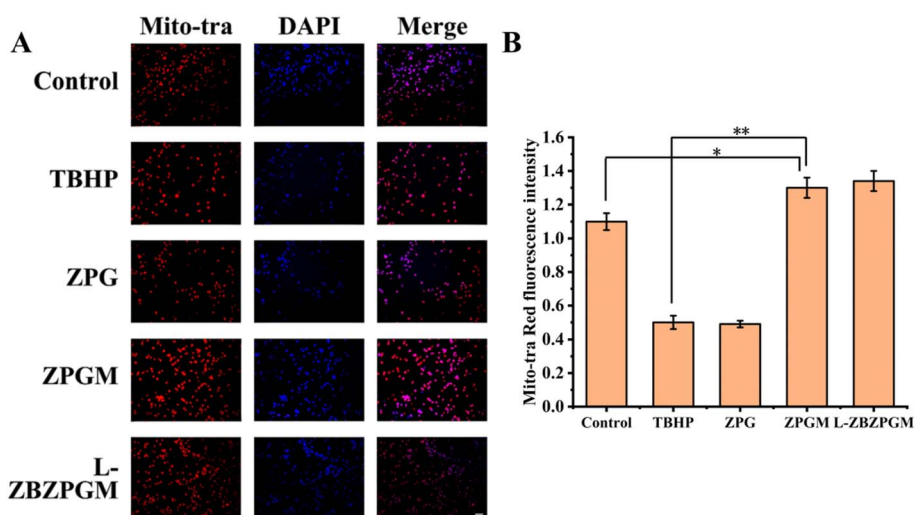 A
Mito-tra DAPI Merge
Control
TBHP
ZPG
ZPGM
L-
ZBZPGM
B
Mito-tra Red fluorescence intensity
1.6
1.4
1.2
1.0
0.8
0.6
0.4
0.2
0.0
**
*
Control TBHP ZPG ZPGM L-ZBZPGM